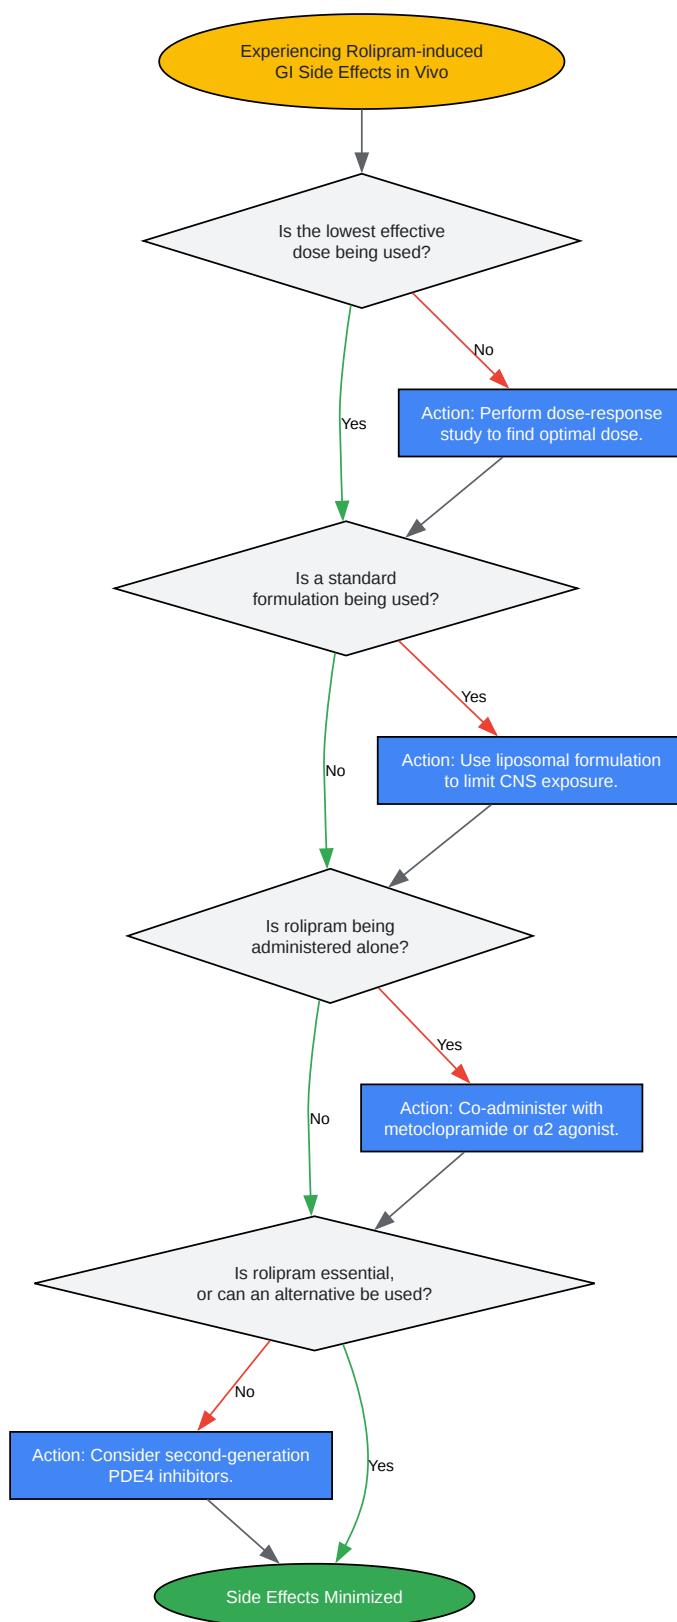 Experiencing Rolipram-induced
GI Side Effects in Vivo
Is the lowest effective
dose being used?
No
Yes
Action: Perform dose-response
study to find optimal dose.
Is a standard
formulation being used?
Yes
No
Action: Use liposomal formulation
to limit CNS exposure.
Is rolipram being
administered alone?
Yes
No
Action: Co-administer with
metoclopramide or α2 agonist.
Is rolipram essential,
or can an alternative be used?
No
Yes
Action: Consider second-generation
PDE4 inhibitors.
Side Effects Minimized